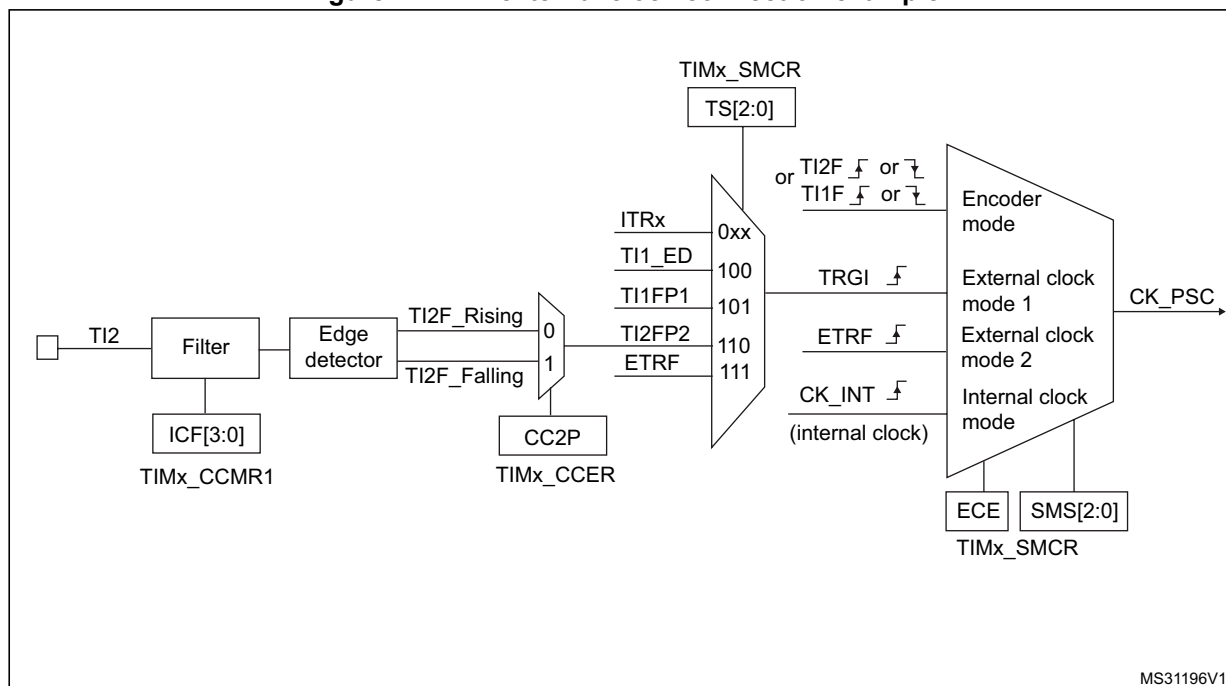 TIMx_SMCR
TS[2:0]
or TI2F or
TI1F or
Encoder
mode
ITRx
0xx
TI1_ED
100
TI1FP1
101
TI2FP2
110
ETRF
111
TRGI
External clock
mode 1
CK_PSC
ETRF
External clock
mode 2
CK_INT
(internal clock)
Internal clock
mode
TI2
Filter
Edge
detector
TI2F_Rising
0
TI2F_Falling
1
ICF[3:0]
TIMx_CCMR1
CC2P
TIMx_CCER
ECE
SMS[2:0]
TIMx_SMCR
MS31196V1